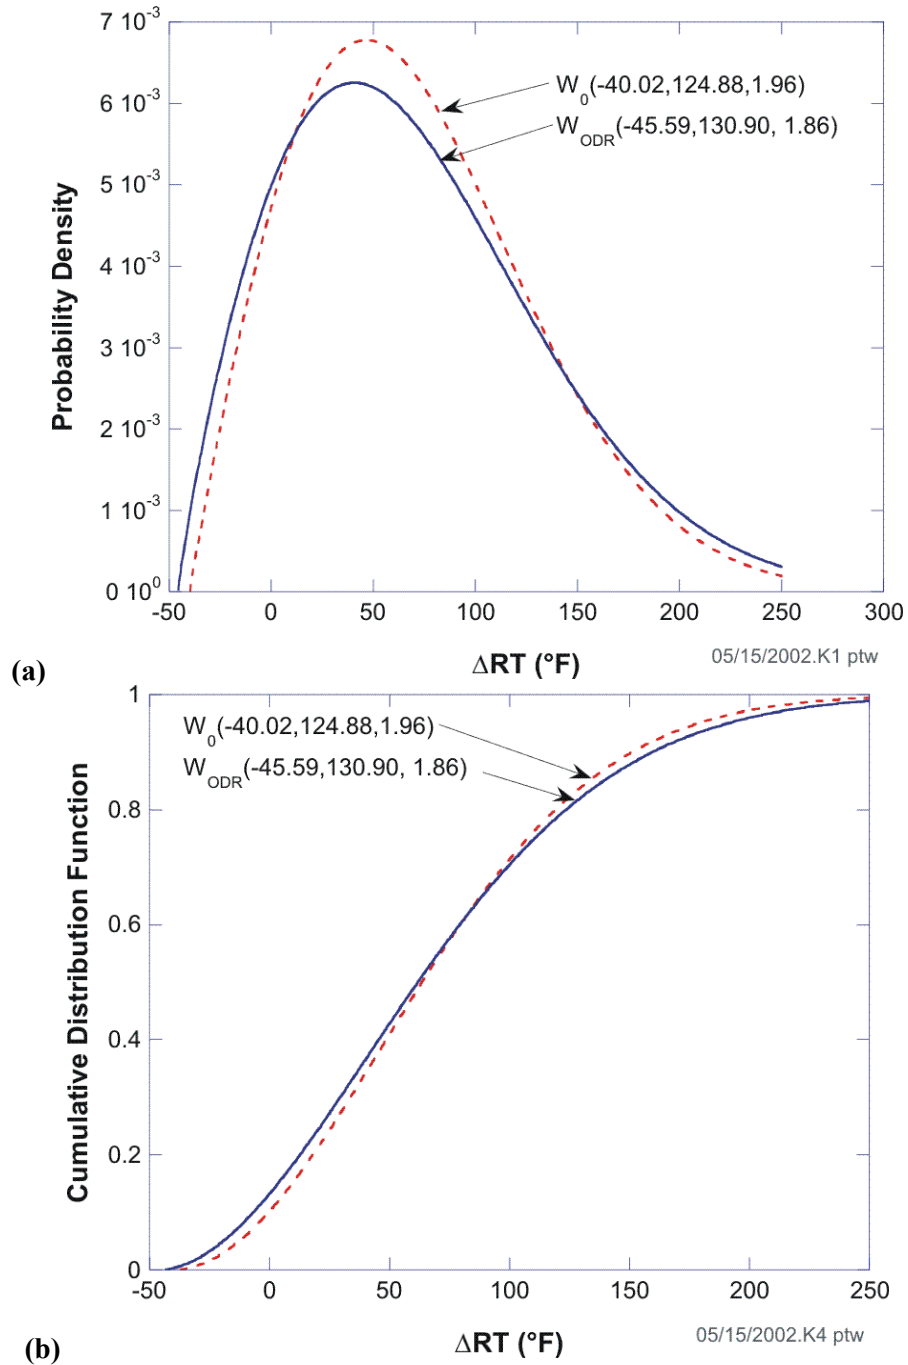 7 10⁻³
6 10⁻³
5 10⁻³
4 10⁻³
3 10⁻³
2 10⁻³
1 10⁻³
0 10⁰
Probability Density
W₀(-40.02,124.88,1.96)
W_ODR(-45.59,130.90, 1.86)
-50 0 50 100 150 200 250 300
(a)
ΔRT (°F)
05/15/2002.K1 ptw
1
0.8
0.6
0.4
0.2
0
Cumulative Distribution Function
W₀(-40.02,124.88,1.96)
W_ODR(-45.59,130.90, 1.86)
-50 0 50 100 150 200 250
(b)
ΔRT (°F)
05/15/2002.K4 ptw